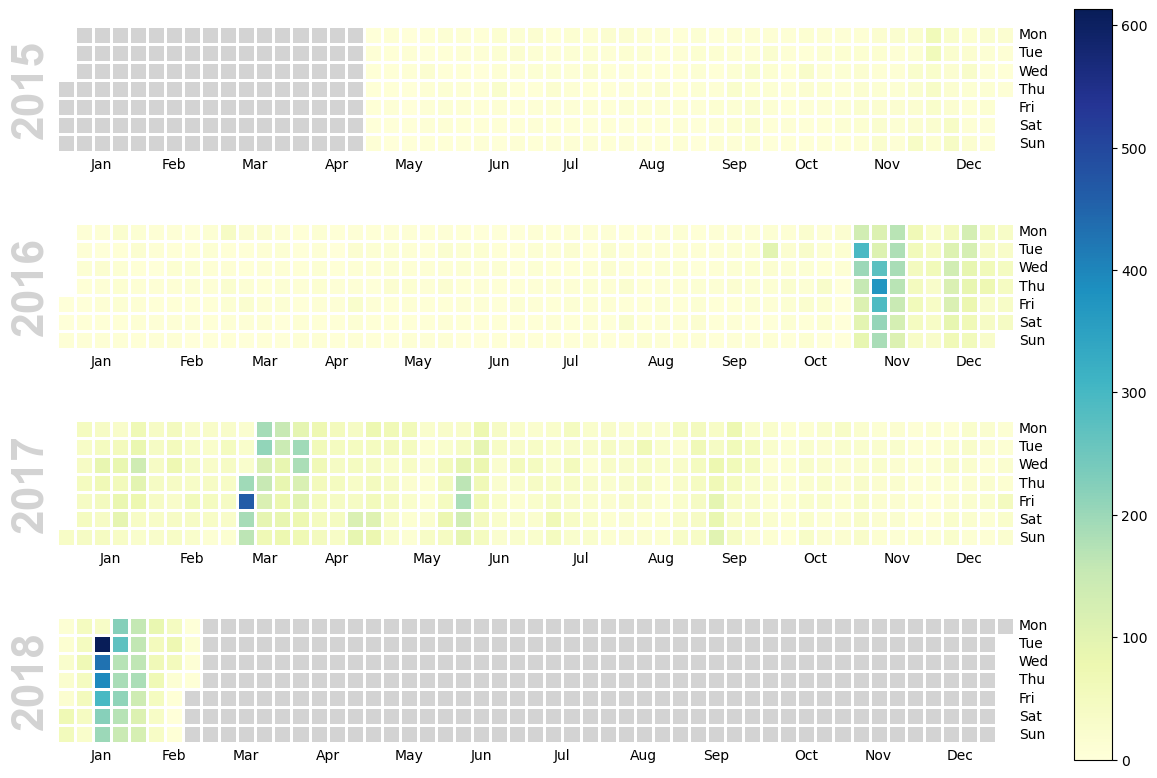 2015
Mon
Tue
Wed
Thu
Fri
Sat
Sun
Jan Feb Mar Apr May Jun Jul Aug Sep Oct Nov Dec
2016
Mon
Tue
Wed
Thu
Fri
Sat
Sun
Jan Feb Mar Apr May Jun Jul Aug Sep Oct Nov Dec
2017
Mon
Tue
Wed
Thu
Fri
Sat
Sun
Jan Feb Mar Apr May Jun Jul Aug Sep Oct Nov Dec
2018
Mon
Tue
Wed
Thu
Fri
Sat
Sun
Jan Feb Mar Apr May Jun Jul Aug Sep Oct Nov Dec
600
500
400
300
200
100
0